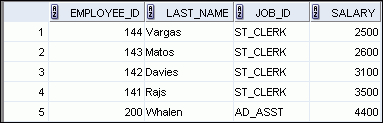 EMPLOYEE_ID LAST_NAME JOB_ID SALARY
1 144 Vargas ST_CLERK 2500
2 143 Matos ST_CLERK 2600
3 142 Davies ST_CLERK 3100
4 141 Rajs ST_CLERK 3500
5 200 Whalen AD_ASST 4400